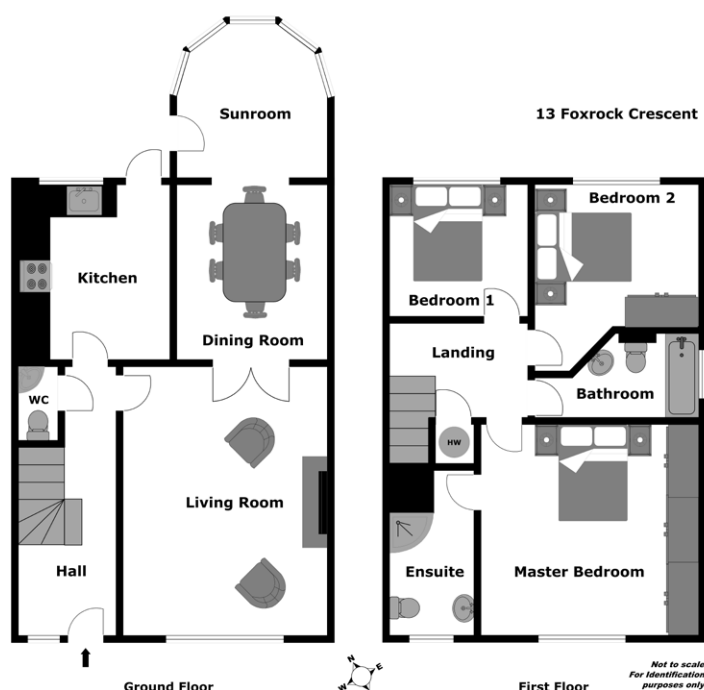 Sunroom
13 Foxrock Crescent
Kitchen
Dining Room
WC
Living Room
Hall
Bedroom 1
Bedroom 2
Landing
Bathroom
HW
Ensuite
Master Bedroom
N
E
W
Ground Floor
First Floor
Not to scale
For Identification
purposes only